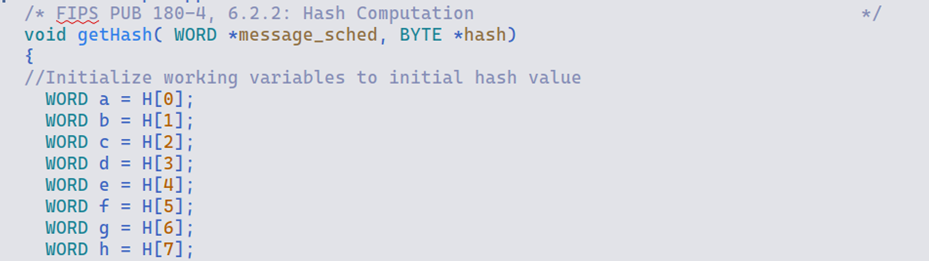 /* FIPS PUB 180-4, 6.2.2: Hash Computation */
void getHash( WORD *message_sched, BYTE *hash)
{
//Initialize working variables to initial hash value
WORD a = H[0];
WORD b = H[1];
WORD c = H[2];
WORD d = H[3];
WORD e = H[4];
WORD f = H[5];
WORD g = H[6];
WORD h = H[7];